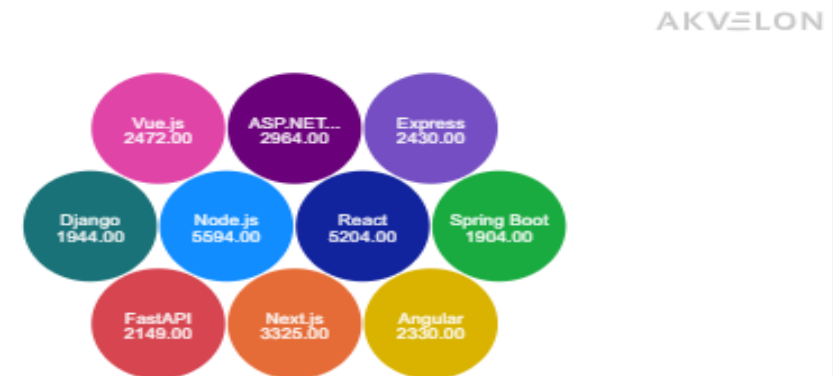 AKVELON
Vue.js
2472.00
ASP.NET...
2964.00
Express
2430.00
Django
1944.00
Node.js
5594.00
React
5204.00
Spring Boot
1904.00
FastAPI
2149.00
Next.js
3325.00
Angular
2330.00